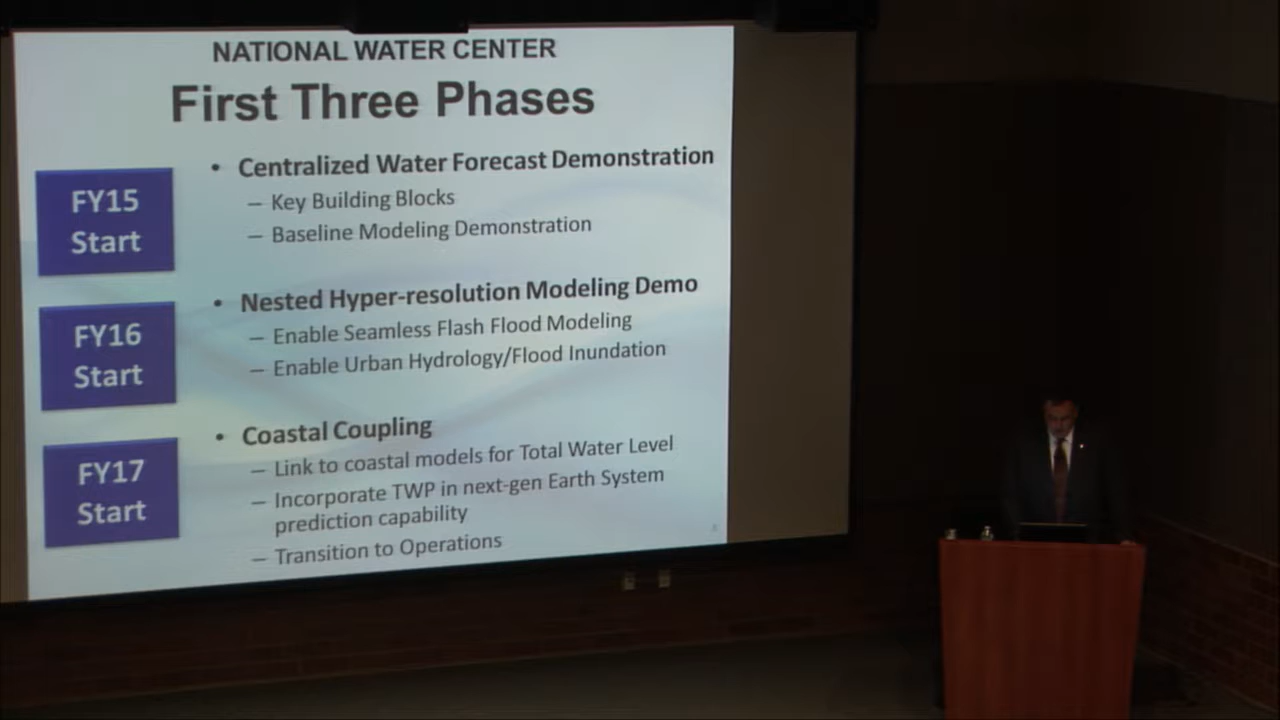 NATIONAL WATER CENTER
First Three Phases
FY15
Start
• Centralized Water Forecast Demonstration
– Key Building Blocks
– Baseline Modeling Demonstration
FY16
Start
• Nested Hyper-resolution Modeling Demo
– Enable Seamless Flash Flood Modeling
– Enable Urban Hydrology/Flood Inundation
FY17
Start
• Coastal Coupling
– Link to coastal models for Total Water Level
– Incorporate TWP in next-gen Earth System
prediction capability
– Transition to Operations